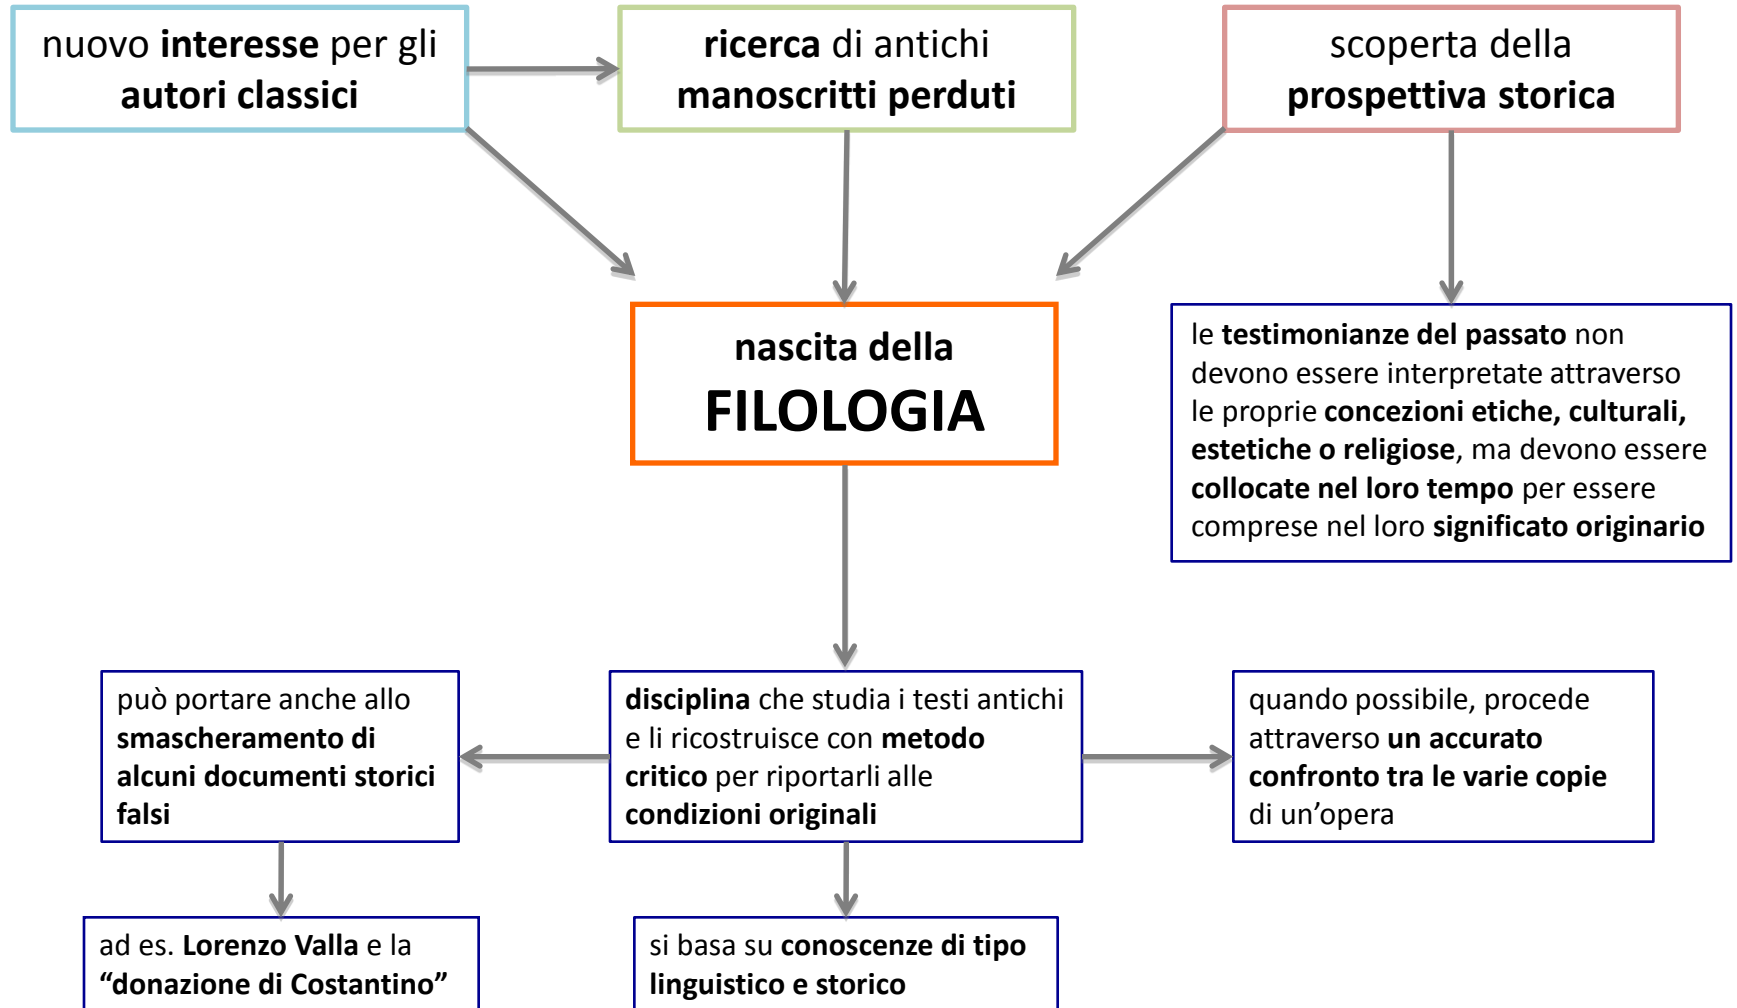 nuovo interesse per gli
autori classici
ricerca di antichi
manoscritti perduti
scoperta della
prospettiva storica
nascita della
FILOLOGIA
le testimonianze del passato non
devono essere interpretate attraverso
le proprie concezioni etiche, culturali,
estetiche o religiose, ma devono essere
collocate nel loro tempo per essere
comprese nel loro significato originario
può portare anche allo
smascheramento di
alcuni documenti storici
falsi
disciplina che studia i testi antichi
e li ricostruisce con metodo
critico per riportarli alle
condizioni originali
quando possibile, procede
attraverso un accurato
confronto tra le varie copie
di un’opera
ad es. Lorenzo Valla e la
“donazione di Costantino”
si basa su conoscenze di tipo
linguistico e storico